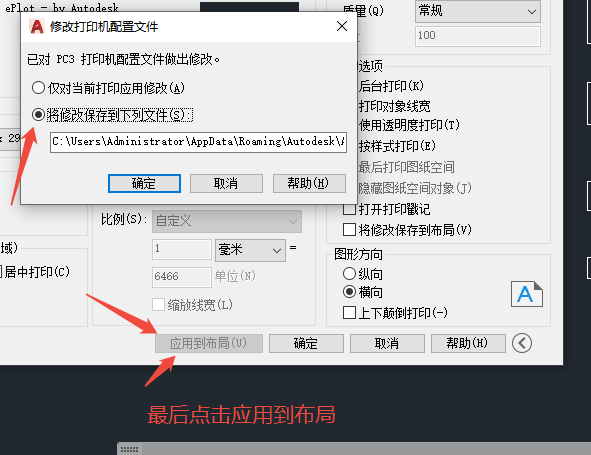 ePlot - by Autodesk
质量(Q)
常规
修改打印机配置文件
100
已对 PC3 打印机配置文件做出修改。
选项
仅对当前打印应用修改(A)
后台打印(K)
打印对象线宽
将修改保存到下列文件(S):
使用透明度打印(T)
x 29
C:\Users\Administrator\AppData\Roaming\Autodesk\A
按样式打印(E)
最后打印图纸空间
确定
取消
帮助(H)
隐藏图纸空间对象(J)
打开打印戳记
比例(S):
自定义
将修改保存到布局(V)
域)
1
毫米
=
图形方向
居中打印(C)
6466
单位(N)
纵向
横向
A
缩放线宽(L)
上下颠倒打印(-)
应用到布局(U)
确定
取消
帮助(H)
最后点击应用到布局